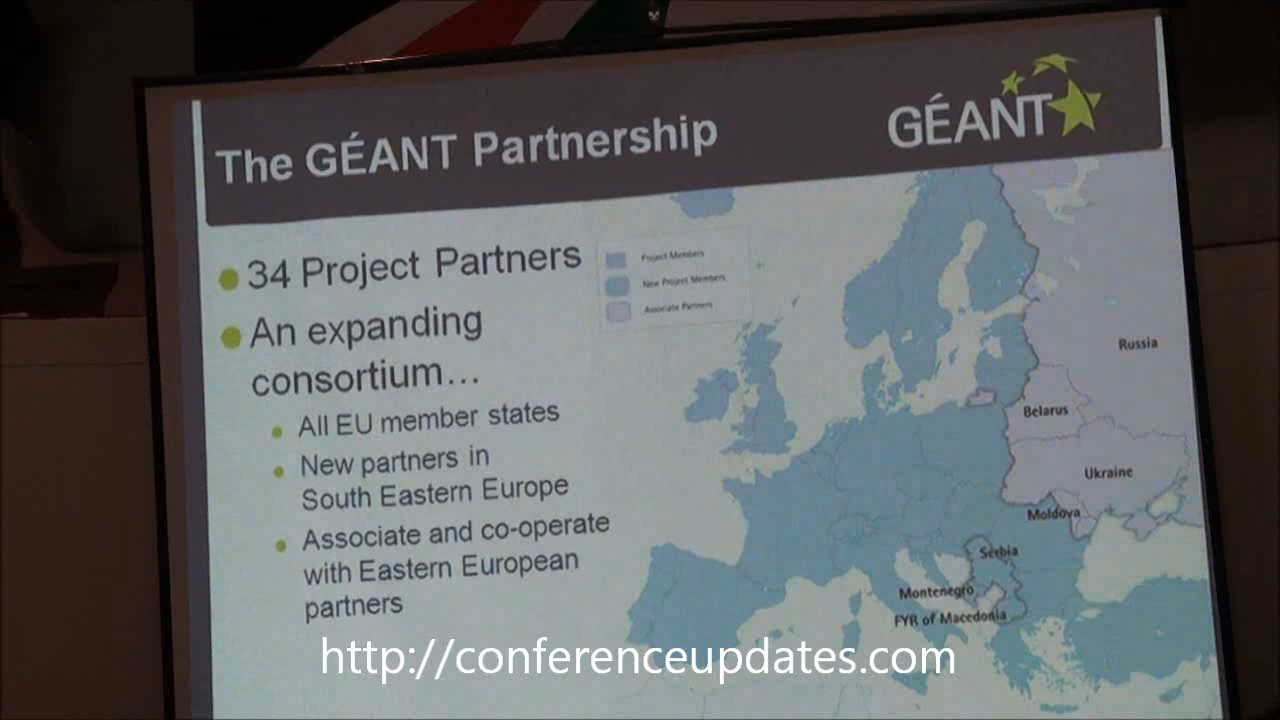 The GÉANT Partnership
GÉANT
34 Project Partners
An expanding
consortium...
All EU member states
New partners in
South Eastern Europe
Associate and co-operate
with Eastern European
partners
Project Members
New Project Members
Associate Partners
Russia
Belarus
Ukraine
Moldova
Serbia
Montenegro
FYR of Macedonia
http://conferenceupdates.com